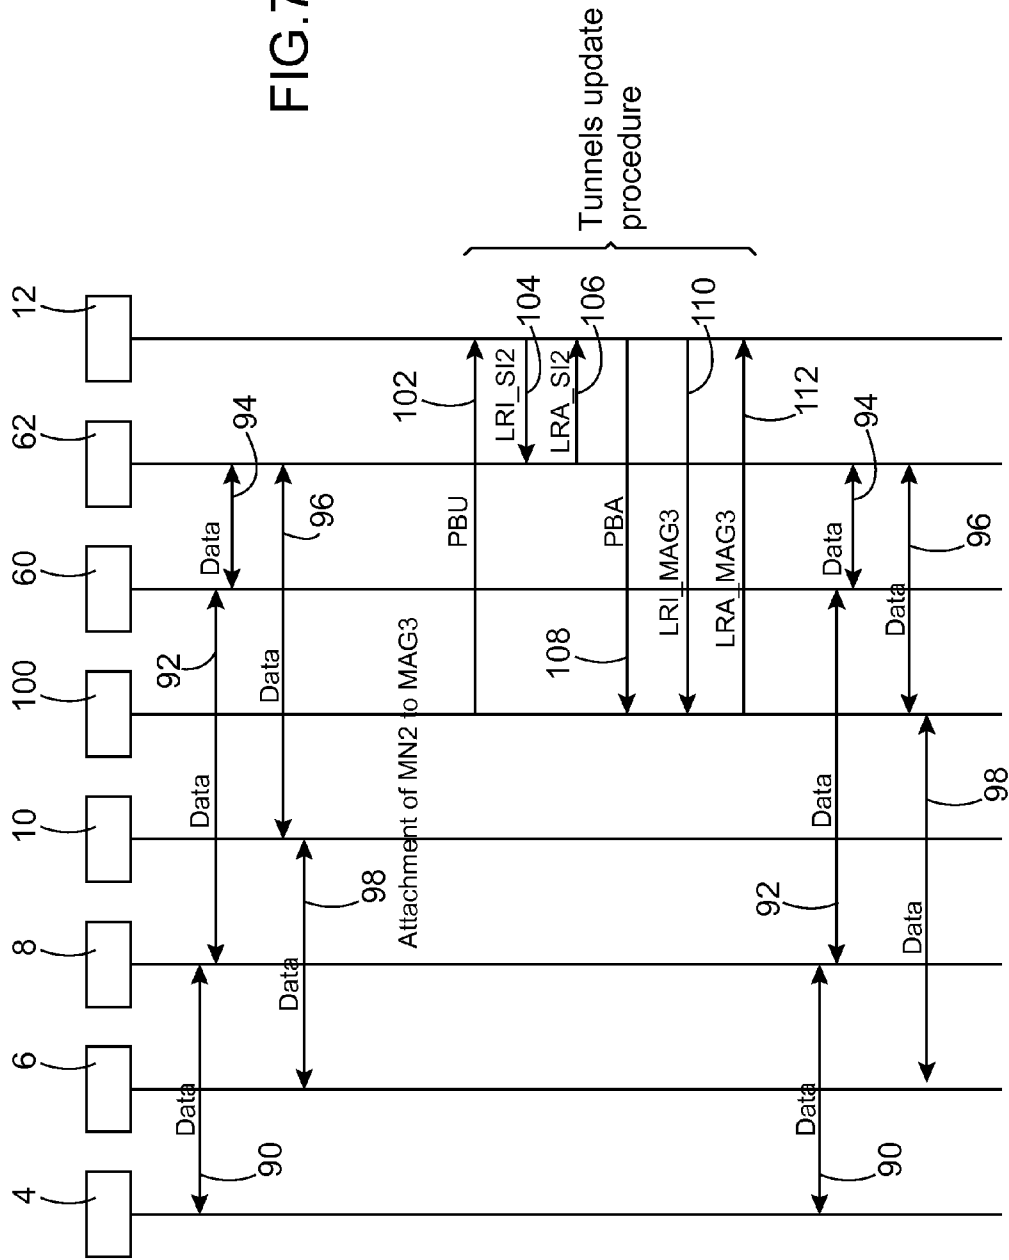 FIG.7
4
6
8
10
100
60
62
12
Data
90
Data
92
Data
94
Data
96
Data
98
Attachment of MN2 to MAG3
PBU
102
LRI_SI2
104
LRA_SI2
106
PBA
108
LRI_MAG3
110
LRA_MAG3
112
Tunnels update
procedure
Data
90
Data
92
Data
94
Data
96
Data
98